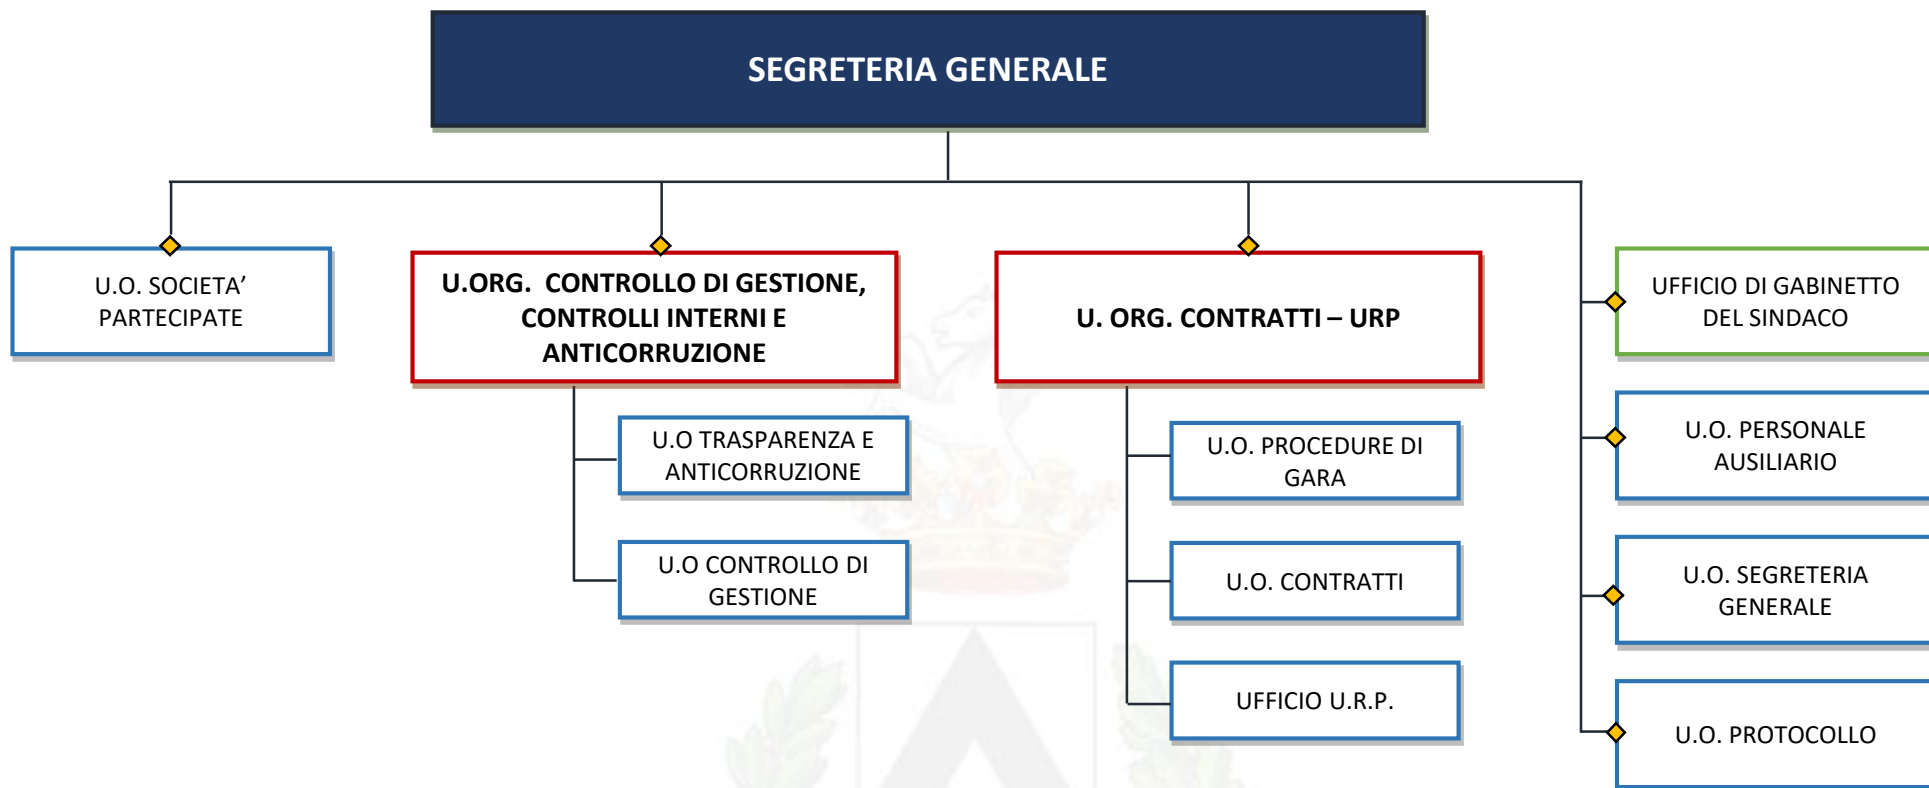 SEGRETERIA GENERALE
U.O. SOCIETA’
PARTECIPATE
U.ORG. CONTROLLO DI GESTIONE,
CONTROLLI INTERNI E
ANTICORRUZIONE
U.O TRASPARENZA E
ANTICORRUZIONE
U.O CONTROLLO DI
GESTIONE
U. ORG. CONTRATTI – URP
U.O. PROCEDURE DI
GARA
U.O. CONTRATTI
UFFICIO U.R.P.
UFFICIO DI GABINETTO
DEL SINDACO
U.O. PERSONALE
AUSILIARIO
U.O. SEGRETERIA
GENERALE
U.O. PROTOCOLLO